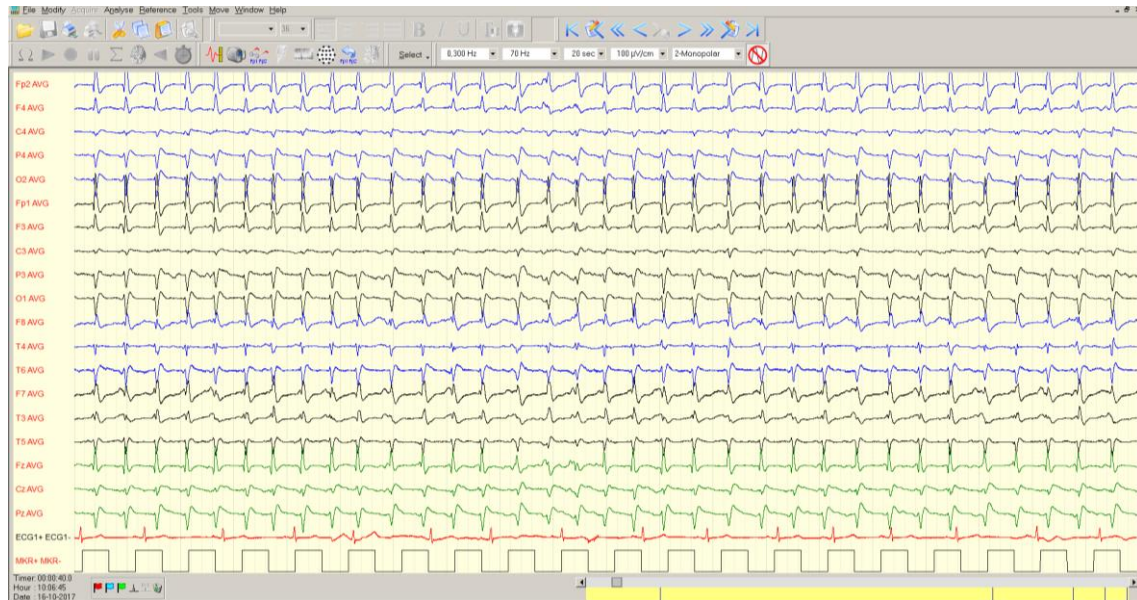 File Modify Acquire Analyse Reference Tools Move Window Help
B / U
Select 0.300 Hz 70 Hz 20 sec 100 µV/cm 2-Monopolar
Fp2 AVG
F4 AVG
C4 AVG
P4 AVG
O2 AVG
Fp1 AVG
F3 AVG
C3 AVG
P3 AVG
O1 AVG
F8 AVG
T4 AVG
T6 AVG
F7 AVG
T3 AVG
T5 AVG
Fz AVG
Cz AVG
Pz AVG
ECG1+ ECG1-
MKR+ MKR-
Timer: 00:00:40.0
Hour : 10:06:45
Date : 16-10-2017